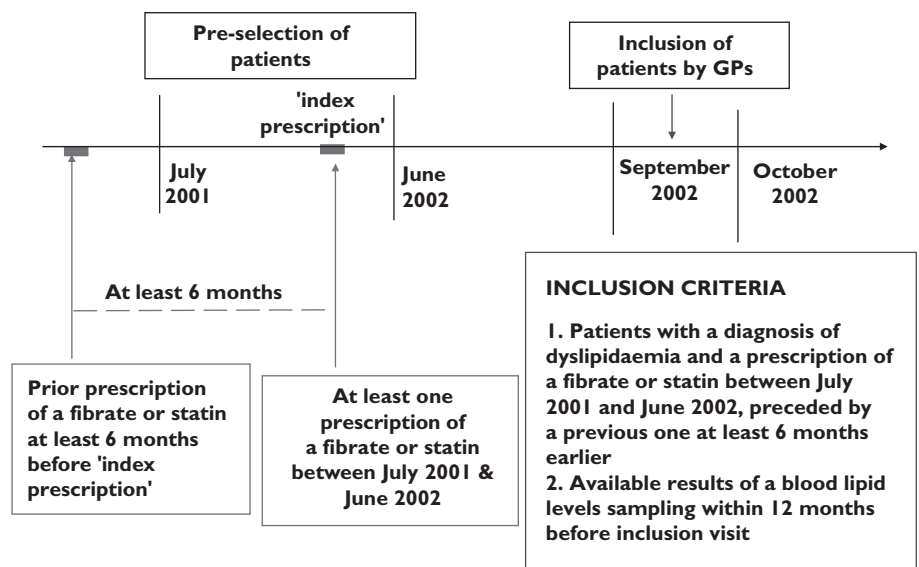 Pre-selection of
patients
Inclusion of
patients by GPs
'index
prescription'
July
2001
June
2002
September
2002
October
2002
At least 6 months
Prior prescription
of a fibrate or statin
at least 6 months
before 'index
prescription'
At least one
prescription of
a fibrate or statin
between July 2001 &
June 2002
INCLUSION CRITERIA
1. Patients with a diagnosis of
dyslipidaemia and a prescription of
a fibrate or statin between July
2001 and June 2002, preceded by
a previous one at least 6 months
earlier
2. Available results of a blood lipid
levels sampling within 12 months
before inclusion visit